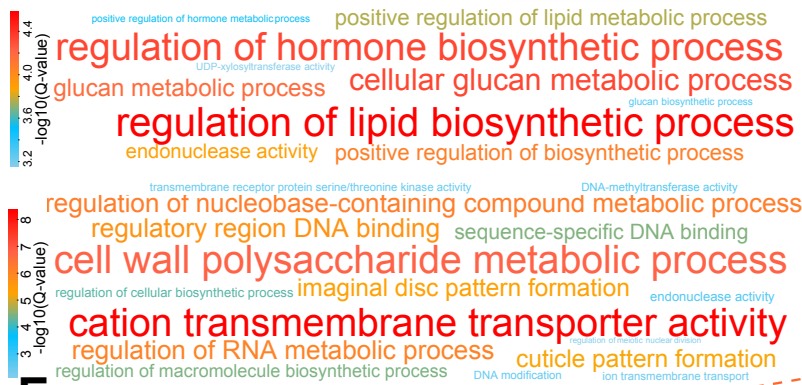 positive regulation of hormone metabolic process
positive regulation of lipid metabolic process
regulation of hormone biosynthetic process
UDP-xylosyltransferase activity
glucan metabolic process
cellular glucan metabolic process
glucan biosynthetic process
regulation of lipid biosynthetic process
endonuclease activity
positive regulation of biosynthetic process
4.4
4.0
3.6
3.2
-log10(Q-value)
transmembrane receptor protein serine/threonine kinase activity
DNA-methyltransferase activity
regulation of nucleobase-containing compound metabolic process
regulatory region DNA binding
sequence-specific DNA binding
cell wall polysaccharide metabolic process
regulation of cellular biosynthetic process
imaginal disc pattern formation
endonuclease activity
cation transmembrane transporter activity
regulation of meiotic nuclear division
regulation of RNA metabolic process
cuticle pattern formation
regulation of macromolecule biosynthetic process
DNA modification
ion transmembrane transport
8
7
6
5
4
3
-log10(Q-value)